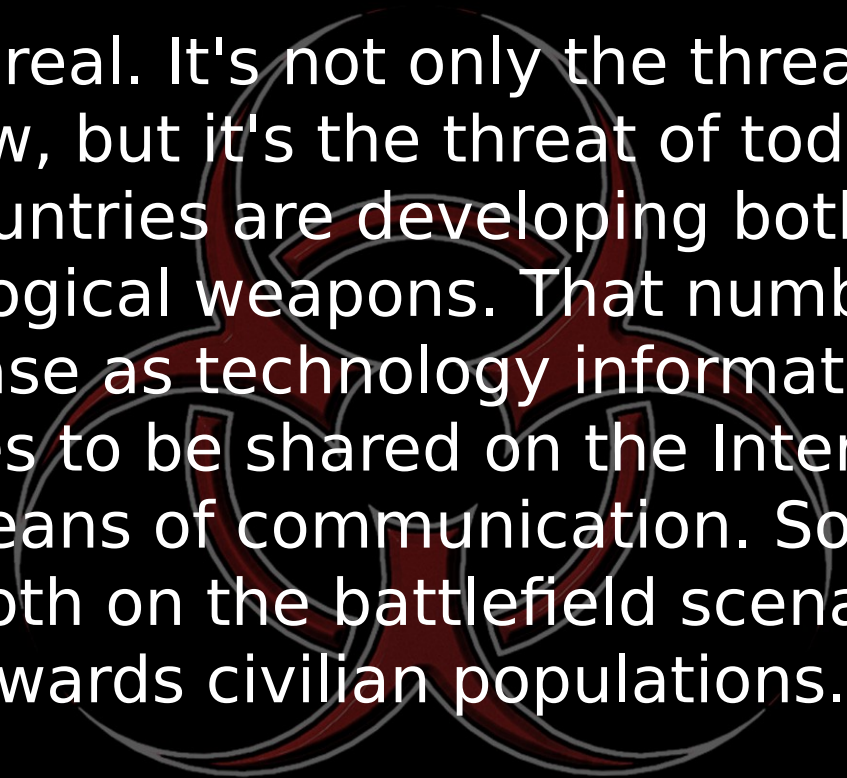 real. It's not only the threa
w, but it's the threat of tod
untries are developing both
ogical weapons. That numb
ase as technology informat
es to be shared on the Inter
eans of communication. So
oth on the battlefield scena
wards civilian populations.